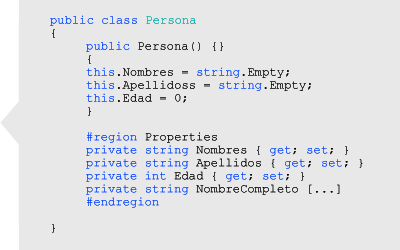 public class Persona
{
public Persona() {}
{
this.Nombres = string.Empty;
this.Apellidoss = string.Empty;
this.Edad = 0;
}
#region Properties
private string Nombres { get; set; }
private string Apellidos { get; set; }
private int Edad { get; set; }
private string NombreCompleto [...]
#endregion
}